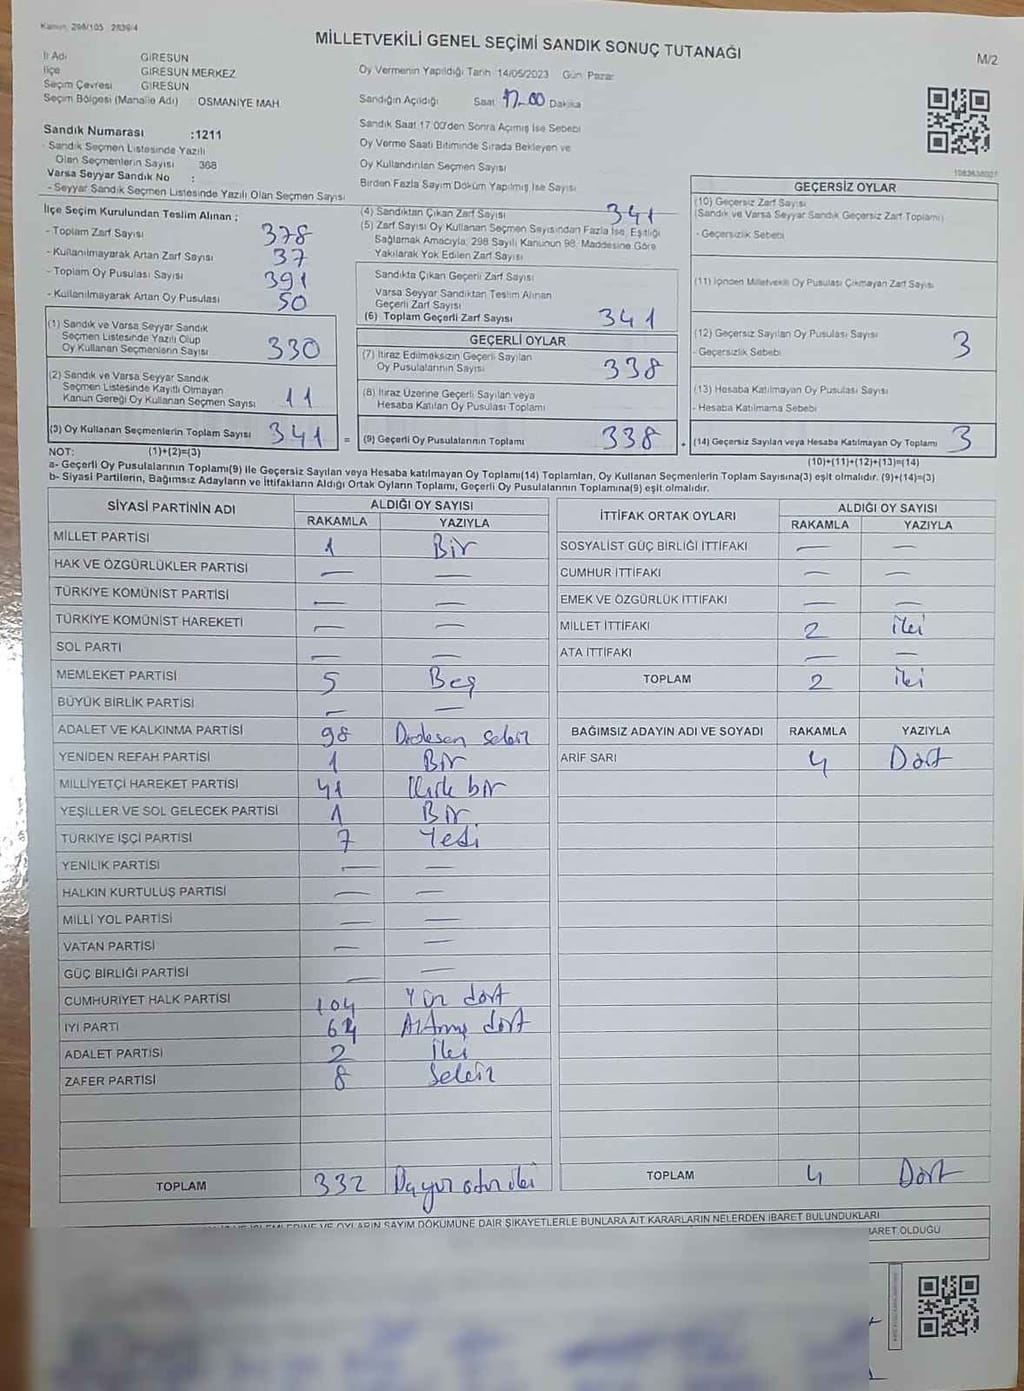 Kanun: 298/105 2839/4
MİLLETVEKİLİ GENEL SEÇİMİ SANDIK SONUÇ TUTANAĞI
M/2
İl Adı GİRESUN
İlçe GİRESUN MERKEZ
Seçim Çevresi GİRESUN
Seçim Bölgesi (Mahalle Adı) OSMANİYE MAH.
Oy Vermenin Yapıldığı Tarih 14/05/2023 Gün Pazar
Sandığın Açıldığı Saat 17.00 Dakika
Sandık Saat 17:00'den Sonra Açılmış İse Sebebi
Oy Verme Saati Bitiminde Sırada Bekleyen ve
Oy Kullandırılan Seçmen Sayısı
Birden Fazla Sayım Döküm Yapılmış İse Sayısı
Sandık Numarası :1211
- Sandık Seçmen Listesinde Yazılı
Olan Seçmenlerin Sayısı 368
Varsa Seyyar Sandık No :
- Seyyar Sandık Seçmen Listesinde Yazılı Olan Seçmen Sayısı
İlçe Seçim Kurulundan Teslim Alınan :
- Toplam Zarf Sayısı 378
- Kullanılmayarak Artan Zarf Sayısı 37
- Toplam Oy Pusulası Sayısı 391
- Kullanılmayarak Artan Oy Pusulası 50
(1) Sandık ve Varsa Seyyar Sandık
Seçmen Listesinde Yazılı Olup
Oy Kullanan Seçmenlerin Sayısı 330
(2) Sandık ve Varsa Seyyar Sandık
Seçmen Listesinde Kayıtlı Olmayan
Kanun Gereği Oy Kullanan Seçmen Sayısı 11
(3) Oy Kullanan Seçmenlerin Toplam Sayısı 341 =
(4) Sandıktan Çıkan Zarf Sayısı 341
(5) Zarf Sayısı Oy Kullanan Seçmen Sayısından Fazla İse, Eşitliği
Sağlamak Amacıyla; 298 Sayılı Kanunun 98. Maddesine Göre
Yakılarak Yok Edilen Zarf Sayısı
Sandıkta Çıkan Geçerli Zarf Sayısı
Varsa Seyyar Sandıktan Teslim Alınan
Geçerli Zarf Sayısı
(6) Toplam Geçerli Zarf Sayısı 341
GEÇERLİ OYLAR
(7) İtiraz Edilmeksizin Geçerli Sayılan
Oy Pusulalarının Sayısı 338
(8) İtiraz Üzerine Geçerli Sayılan veya
Hesaba Katılan Oy Pusulası Toplamı
(9) Geçerli Oy Pusulalarının Toplamı 338
GEÇERSİZ OYLAR
(10) Geçersiz Zarf Sayısı
(Sandık ve Varsa Seyyar Sandık Geçersiz Zarf Toplamı)
- Geçersizlik Sebebi
(11) İçinden Milletvekili Oy Pusulası Çıkmayan Zarf Sayısı
(12) Geçersiz Sayılan Oy Pusulası Sayısı 3
- Geçersizlik Sebebi
(13) Hesaba Katılmayan Oy Pusulası Sayısı
- Hesaba Katılmama Sebebi
(14) Geçersiz Sayılan veya Hesaba Katılmayan Oy Toplamı 3
NOT: (1)+(2)=(3)
(10)+(11)+(12)+(13)=(14)
a- Geçerli Oy Pusulalarının Toplamı(9) ile Geçersiz Sayılan veya Hesaba katılmayan Oy Toplamı(14) Toplamları, Oy Kullanan Seçmenlerin Toplam Sayısına(3) eşit olmalıdır. (9)+(14)=(3)
b- Siyasi Partilerin, Bağımsız Adayların ve İttifakların Aldığı Ortak Oyların Toplamı, Geçerli Oy Pusulalarının Toplamına(9) eşit olmalıdır.
SİYASİ PARTİNİN ADI ALDIĞI OY SAYISI
RAKAMLA YAZIYLA
MİLLET PARTİSİ 1 Bir
HAK VE ÖZGÜRLÜKLER PARTİSİ — —
TÜRKİYE KOMÜNİST PARTİSİ — —
TÜRKİYE KOMÜNİST HAREKETİ — —
SOL PARTİ — —
MEMLEKET PARTİSİ 5 Beş
BÜYÜK BİRLİK PARTİSİ — —
ADALET VE KALKINMA PARTİSİ 98 Doksan Sekiz
YENİDEN REFAH PARTİSİ 1 Bir
MİLLİYETÇİ HAREKET PARTİSİ 41 Kırk bir
YEŞİLLER VE SOL GELECEK PARTİSİ 1 Bir
TÜRKİYE İŞÇİ PARTİSİ 7 Yedi
YENİLİK PARTİSİ — —
HALKIN KURTULUŞ PARTİSİ — —
MİLLİ YOL PARTİSİ — —
VATAN PARTİSİ — —
GÜÇ BİRLİĞİ PARTİSİ — —
CUMHURİYET HALK PARTİSİ 104 Yüz dört
İYİ PARTİ 64 Altmış dört
ADALET PARTİSİ 2 İki
ZAFER PARTİSİ 8 Sekiz
TOPLAM 332
İTTİFAK ORTAK OYLARI ALDIĞI OY SAYISI
RAKAMLA YAZIYLA
SOSYALİST GÜÇ BİRLİĞİ İTTİFAKI — —
CUMHUR İTTİFAKI — —
EMEK VE ÖZGÜRLÜK İTTİFAKI — —
MİLLET İTTİFAKI 2 iki
ATA İTTİFAKI — —
TOPLAM 2 iki
BAĞIMSIZ ADAYIN ADI VE SOYADI RAKAMLA YAZIYLA
ARİF SARI 4 Dört
TOPLAM 4 Dört
OYLARIN SAYIM DÖKÜMÜNE DAİR ŞİKAYETLERLE BUNLARA AİT KARARLARIN NELERDEN İBARET BULUNDUKLARI
İBARET OLDUĞU